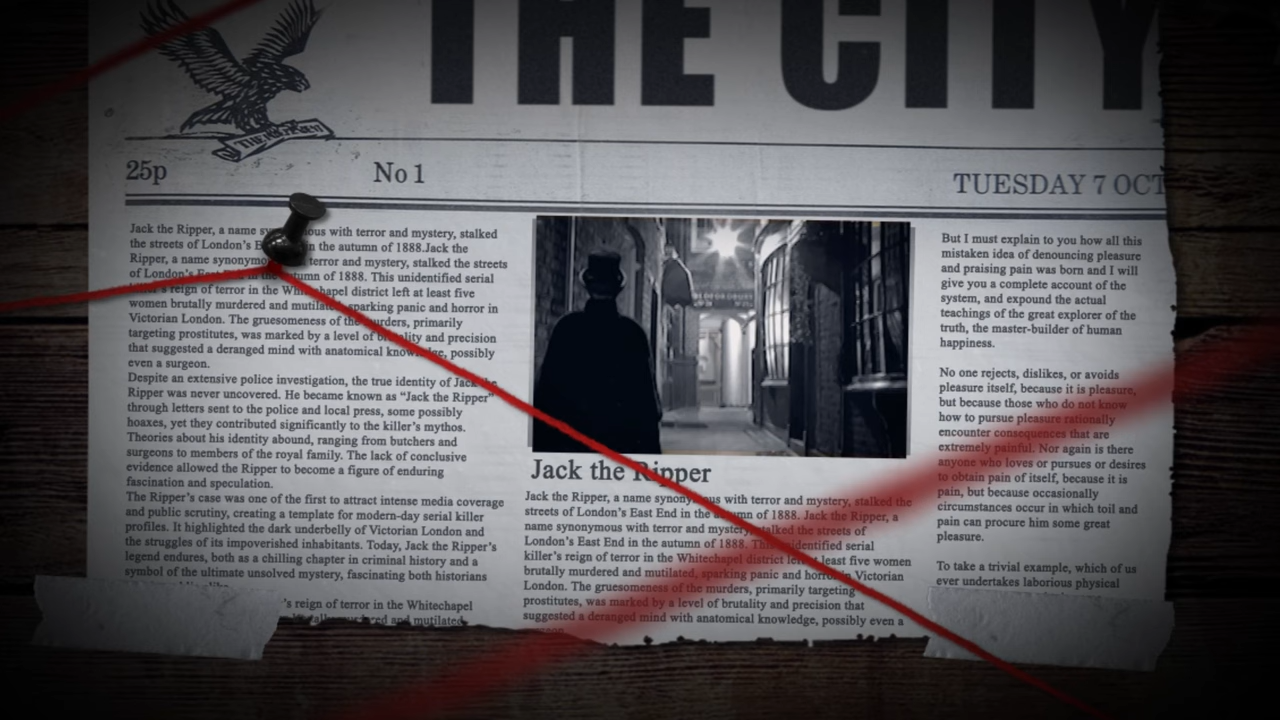 THE CITY
25p
No 1
TUESDAY 7 OCT
Jack the Ripper, a name with terror and mystery, stalked
the streets of London's in the autumn of 1888.Jack the
Ripper, a name terror and mystery, stalked the streets
of London's in the autumn of 1888. This unidentified serial
killer's reign of terror in the Whitechapel district left at least five
women brutally murdered and mutilated, sparking panic and horror in
Victorian London. The gruesomeness of the murders, primarily
targeting prostitutes, was marked by a level of brutality and precision
that suggested a deranged mind with anatomical knowledge, possibly
even a surgeon.
Despite an extensive police investigation, the true identity of Jack the
Ripper was never uncovered. He became known as "Jack the Ripper"
through letters sent to the police and local press, some possibly
hoaxes, yet they contributed significantly to the killer's mythos.
Theories about his identity abound, ranging from butchers and
surgeons to members of the royal family. The lack of conclusive
evidence allowed the Ripper to become a figure of enduring
fascination and speculation.
The Ripper's case was one of the first to attract intense media coverage
and public scrutiny, creating a template for modern-day serial killer
profiles. It highlighted the dark underbelly of Victorian London and
the struggles of its impoverished inhabitants. Today, Jack the Ripper's
legend endures, both as a chilling chapter in criminal history and a
symbol of the ultimate unsolved mystery, fascinating both historians
's reign of terror in the Whitechapel
and mutilated,
Jack the Ripper
Jack the Ripper, a name synonymous with terror and mystery, stalked the
streets of London's East End in the autumn of 1888. Jack the Ripper, a
name synonymous with terror and mystery, stalked the streets of
London's East End in the autumn of 1888. This unidentified serial
killer's reign of terror in the Whitechapel district left at least five women
brutally murdered and mutilated, sparking panic and horror in Victorian
London. The gruesomeness of the murders, primarily targeting
prostitutes, was marked by a level of brutality and precision that
suggested a deranged mind with anatomical knowledge, possibly even a
But I must explain to you how all this
mistaken idea of denouncing pleasure
and praising pain was born and I will
give you a complete account of the
system, and expound the actual
teachings of the great explorer of the
truth, the master-builder of human
happiness.
No one rejects, dislikes, or avoids
pleasure itself, because it is pleasure,
but because those who do not know
how to pursue pleasure rationally
encounter consequences that are
extremely painful. Nor again is there
anyone who loves or pursues or desires
to obtain pain of itself, because it is
pain, but because occasionally
circumstances occur in which toil and
pain can procure him some great
pleasure.
To take a trivial example, which of us
ever undertakes laborious physical